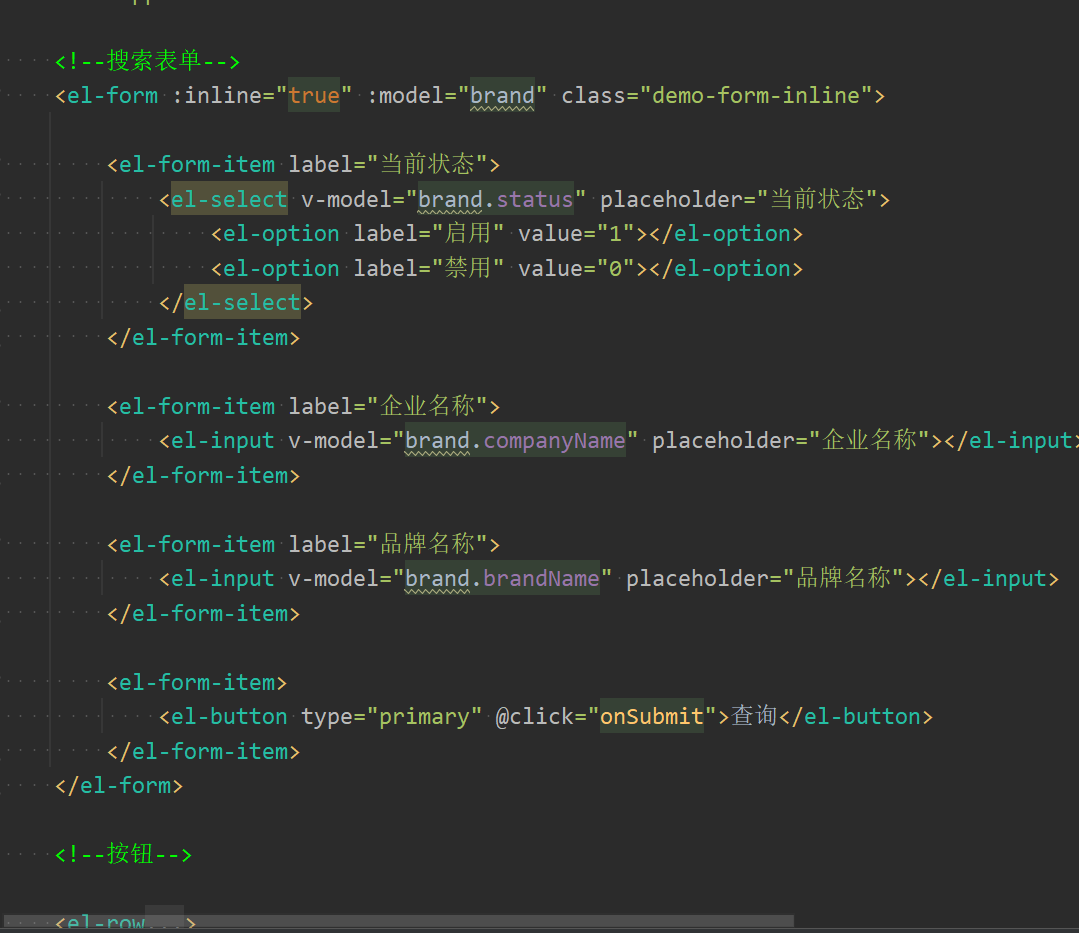 <!--搜索表单-->
<el-form :inline="true" :model="brand" class="demo-form-inline">
<el-form-item label="当前状态">
<el-select v-model="brand.status" placeholder="当前状态">
<el-option label="启用" value="1"></el-option>
<el-option label="禁用" value="0"></el-option>
</el-select>
</el-form-item>
<el-form-item label="企业名称">
<el-input v-model="brand.companyName" placeholder="企业名称"></el-input>
</el-form-item>
<el-form-item label="品牌名称">
<el-input v-model="brand.brandName" placeholder="品牌名称"></el-input>
</el-form-item>
<el-form-item>
<el-button type="primary" @click="onSubmit">查询</el-button>
</el-form-item>
</el-form>
<!--按钮-->
<el-row...>